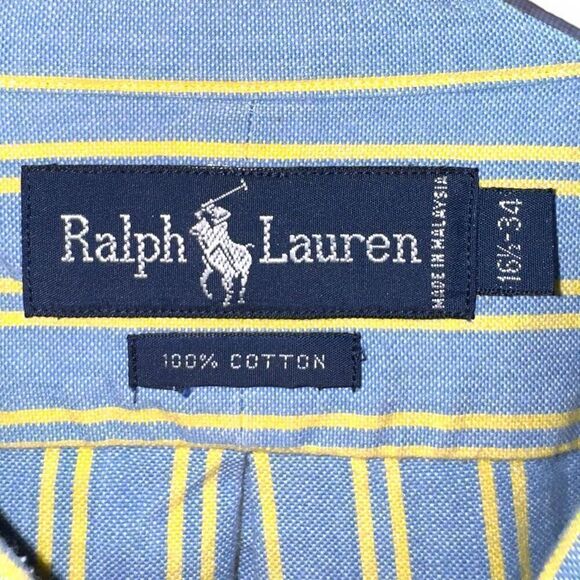 Ralph Lauren
MADE IN MALAYSIA
16½-34
100% COTTON